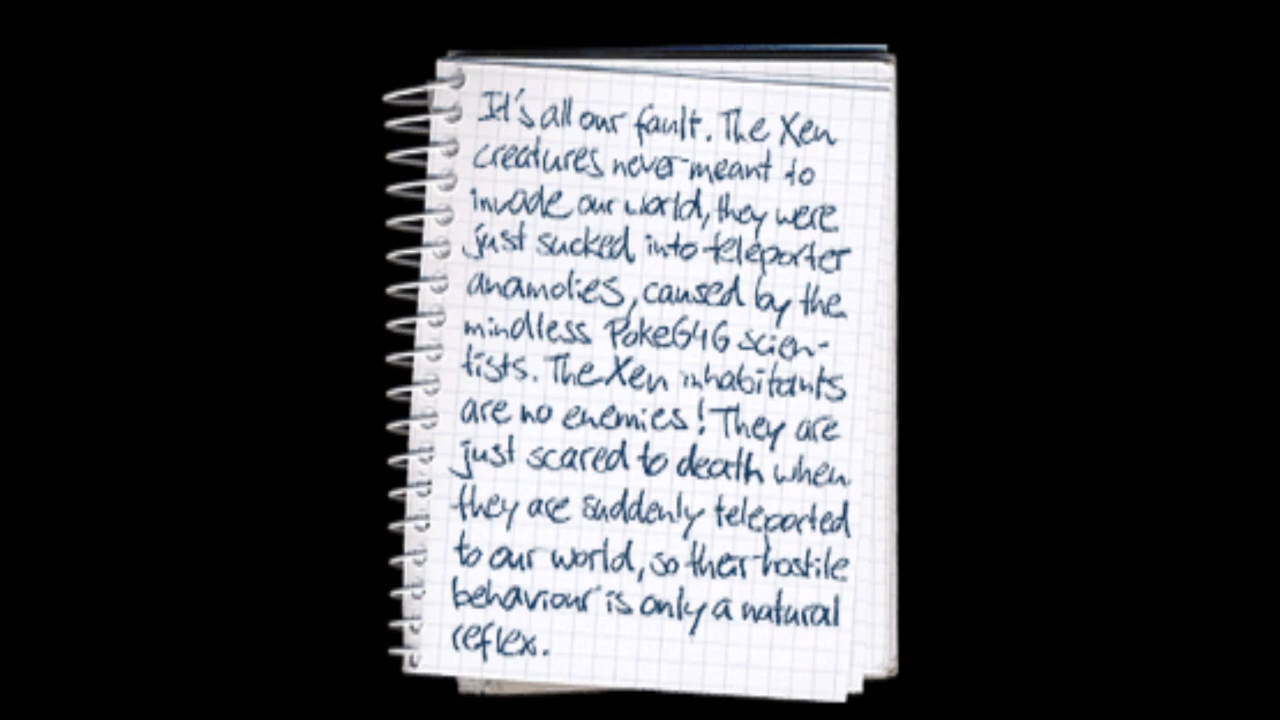 It's all our fault. The Xen
creatures never meant to
invade our world, they were
just sucked into teleporter
anamolies, caused by the
mindless Poke646 scien-
tists. The Xen inhabitants
are no enemies! They are
just scared to death when
they are suddenly teleported
to our world, so their hostile
behaviour is only a natural
reflex.